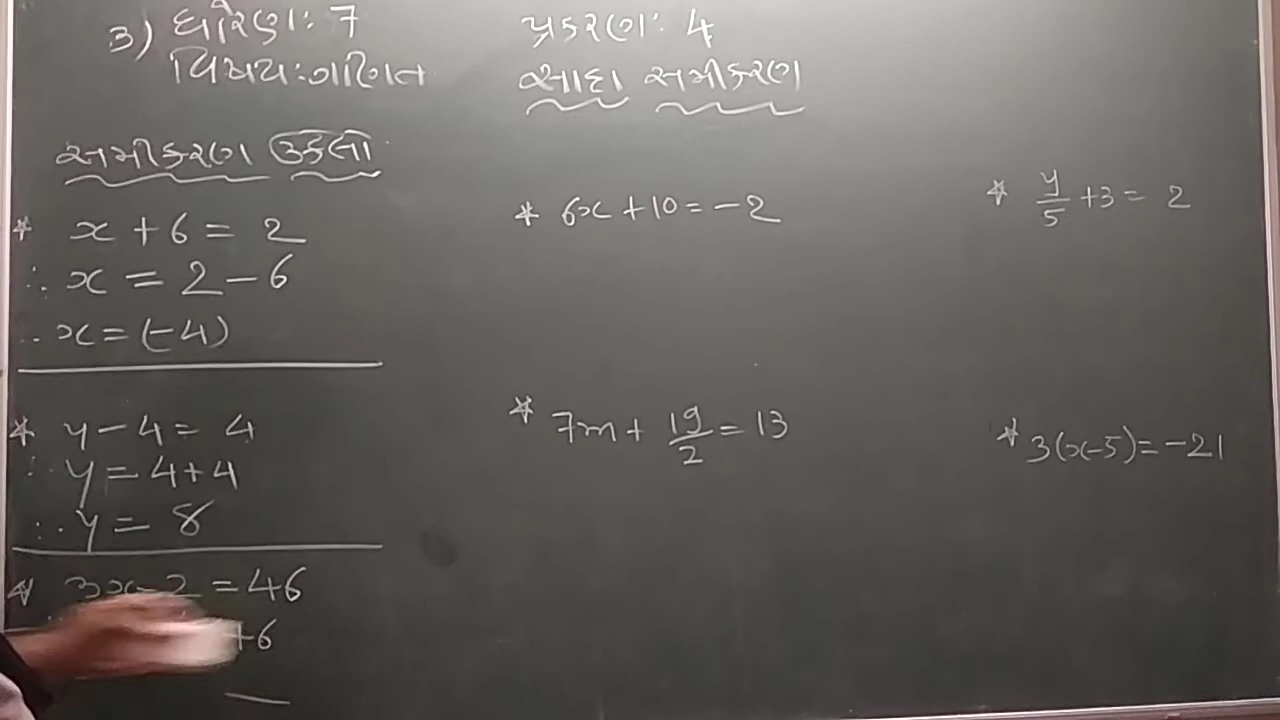 3) ધોરણ: 7
પ્રકરણ: 4
વિષય: ગણિત
સાદા સમીકરણ
સમીકરણ ઉકેલો
* x + 6 = 2
∴ x = 2 - 6
∴ x = (-4)
* y - 4 = 4
∴ y = 4 + 4
∴ y = 8
* 3x - 2 = 46
+6
* 6x + 10 = -2
* 7m + 19/2 = 13
* y/5 + 3 = 2
* 3(x-5) = -21